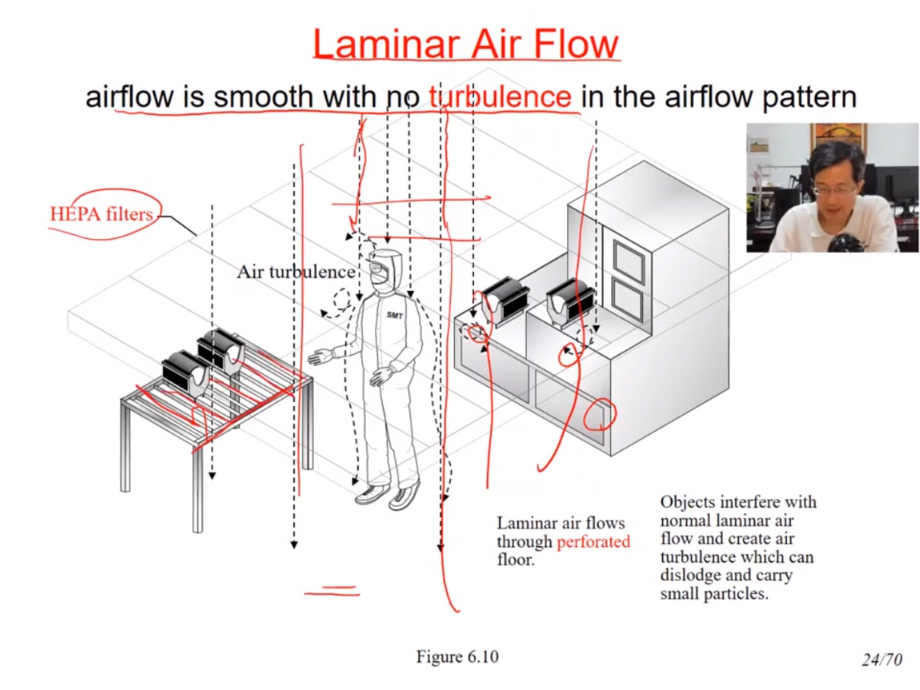 Laminar Air Flow
airflow is smooth with no turbulence in the airflow pattern
HEPA filters
Air turbulence
SMT
Laminar air flows
through perforated
floor.
Objects interfere with
normal laminar air
flow and create air
turbulence which can
dislodge and carry
small particles.
Figure 6.10
24/70